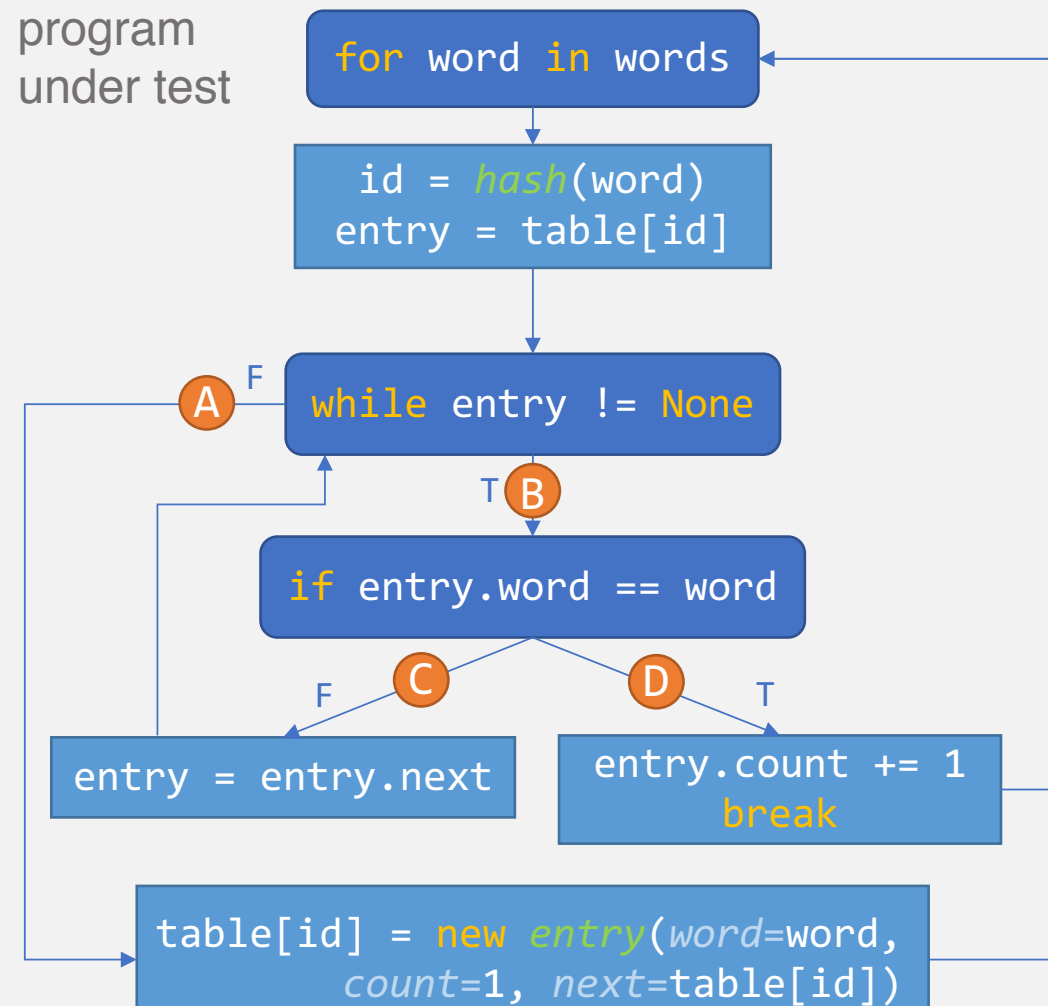 program
under test
for word in words
id = hash(word)
entry = table[id]
F
A
while entry != None
T
B
if entry.word == word
C
D
F
T
entry = entry.next
entry.count += 1
break
table[id] = new entry(word=word,
count=1, next=table[id])